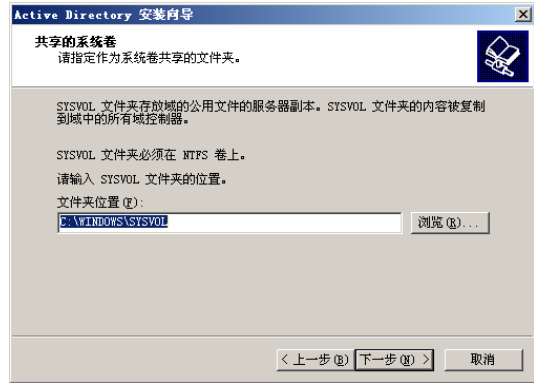 Active Directory 安装向导
共享的系统卷
请指定作为系统卷共享的文件夹。
SYSVOL 文件夹存放域的公用文件的服务器副本。SYSVOL 文件夹的内容被复制
到域中的所有域控制器。
SYSVOL 文件夹必须在 NTFS 卷上。
请输入 SYSVOL 文件夹的位置。
文件夹位置(F):
C:\WINDOWS\SYSVOL
浏览(R)...
< 上一步(B) 下一步(N) > 取消